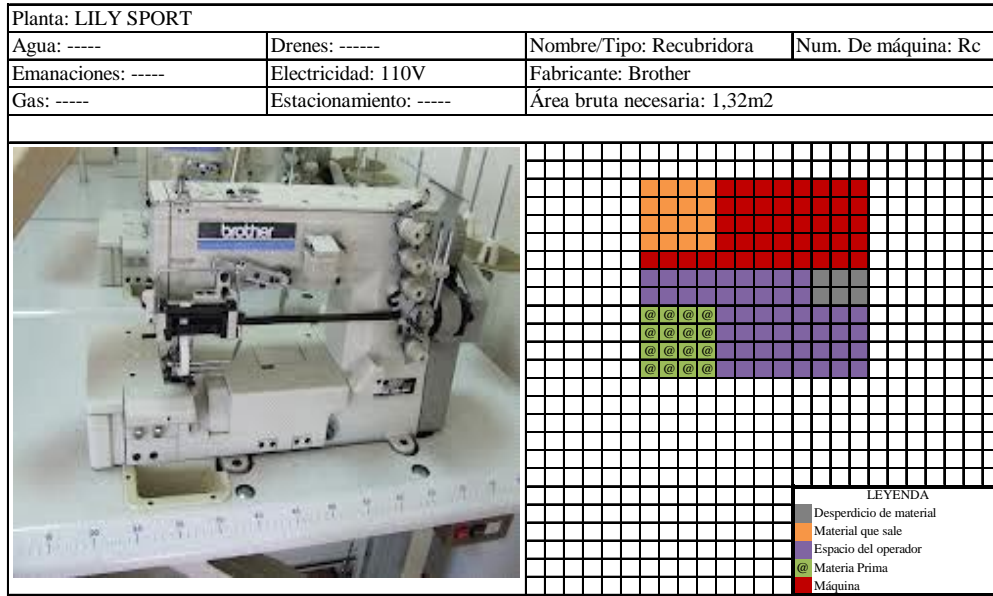 Planta: LILY SPORT
Agua: ----- Drenes: ------ Nombre/Tipo: Recubridora Num. De máquina: Rc
Emanaciones: ----- Electricidad: 110V Fabricante: Brother
Gas: ----- Estacionamiento: ----- Área bruta necesaria: 1,32m2
brother
@ @ @ @
@ @ @ @
@ @ @ @
@ @ @ @
LEYENDA
Desperdicio de material
Material que sale
Espacio del operador
@ Materia Prima
Máquina